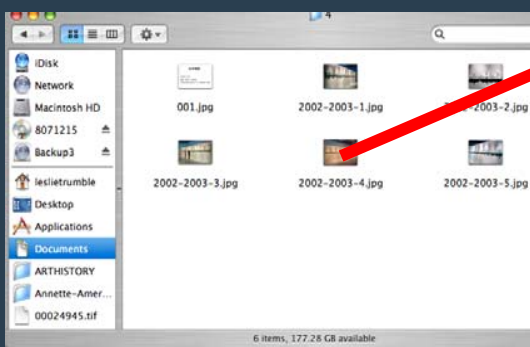 4
iDisk
Network
Macintosh HD
8071215
Backup3
leslietrumble
Desktop
Applications
Documents
ARTHISTORY
Annette-Amer...
00024945.tif
001.jpg
2002-2003-1.jpg
2002-2003-2.jpg
2002-2003-3.jpg
2002-2003-4.jpg
2002-2003-5.jpg
6 items, 177.28 GB available